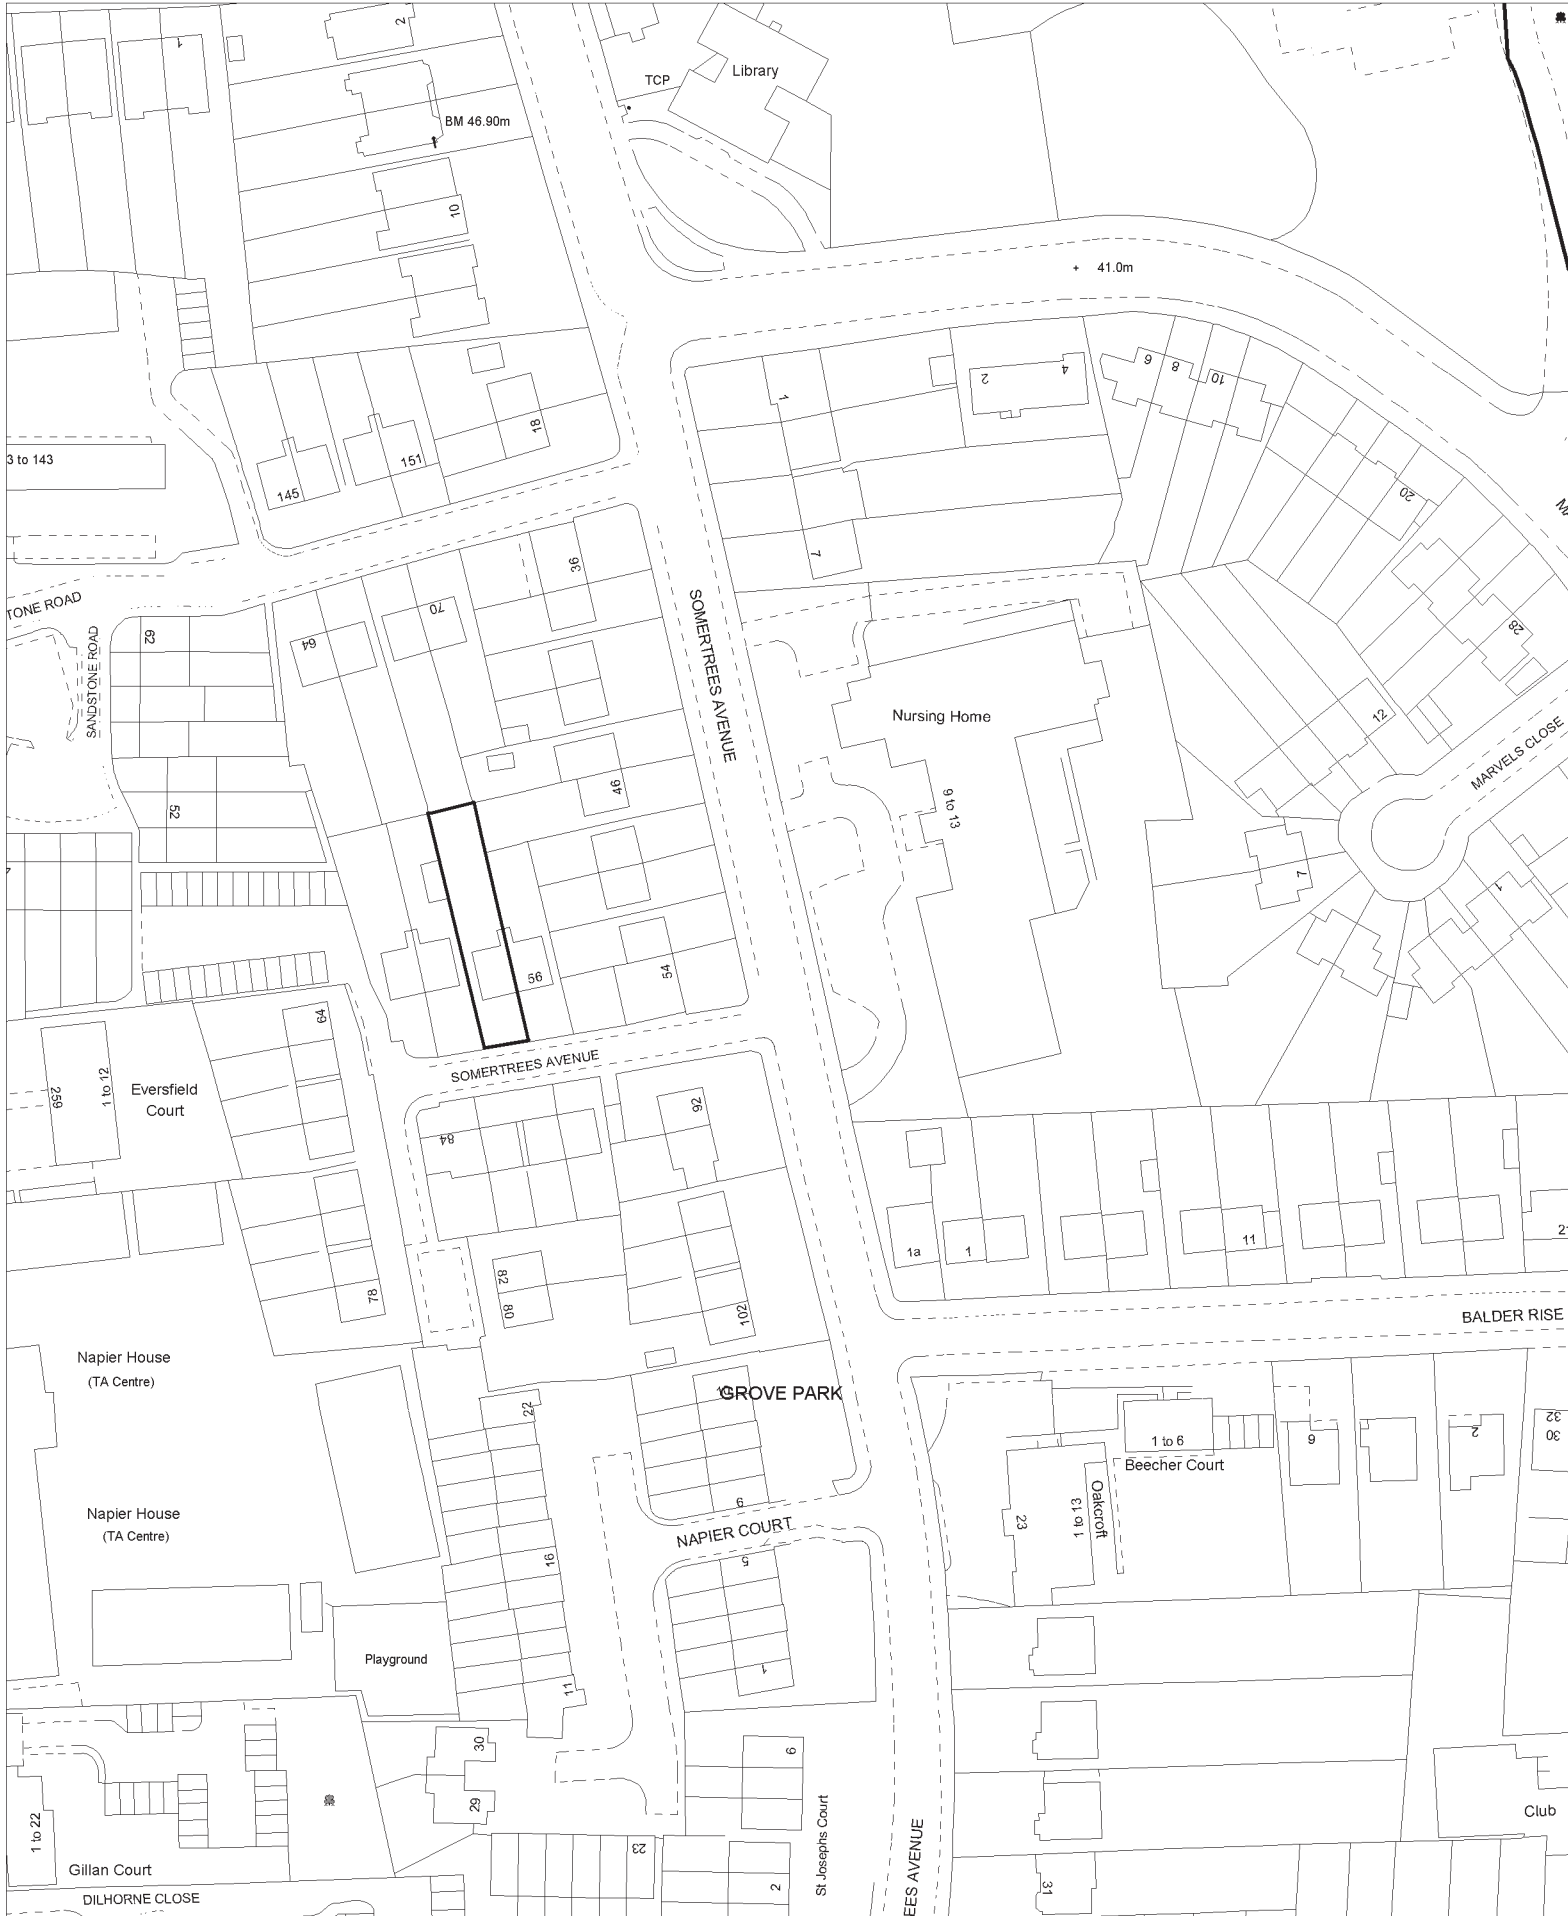 1
2
TCP
Library
BM 46.90m
10
41.0m
2
4
6
8
10
1
18
151
145
3 to 143
20
7
36
70
64
TONE ROAD
62
SANDSTONE ROAD
SOMERTREES AVENUE
28
Nursing Home
12
MARVELS CLOSE
46
52
9 to 13
7
1
56
54
64
SOMERTREES AVENUE
259
1 to 12
Eversfield
Court
84
92
1a
1
11
78
82
80
102
BALDER RISE
Napier House
(TA Centre)
10
GROVE PARK
22
1 to 6
Beecher Court
6
2
32
30
Napier House
(TA Centre)
9
NAPIER COURT
23
1 to 13
Oakcroft
16
5
Playground
1
11
30
29
6
St Josephs Court
Club
1 to 22
Gillan Court
23
2
EES AVENUE
31
DILHORNE CLOSE